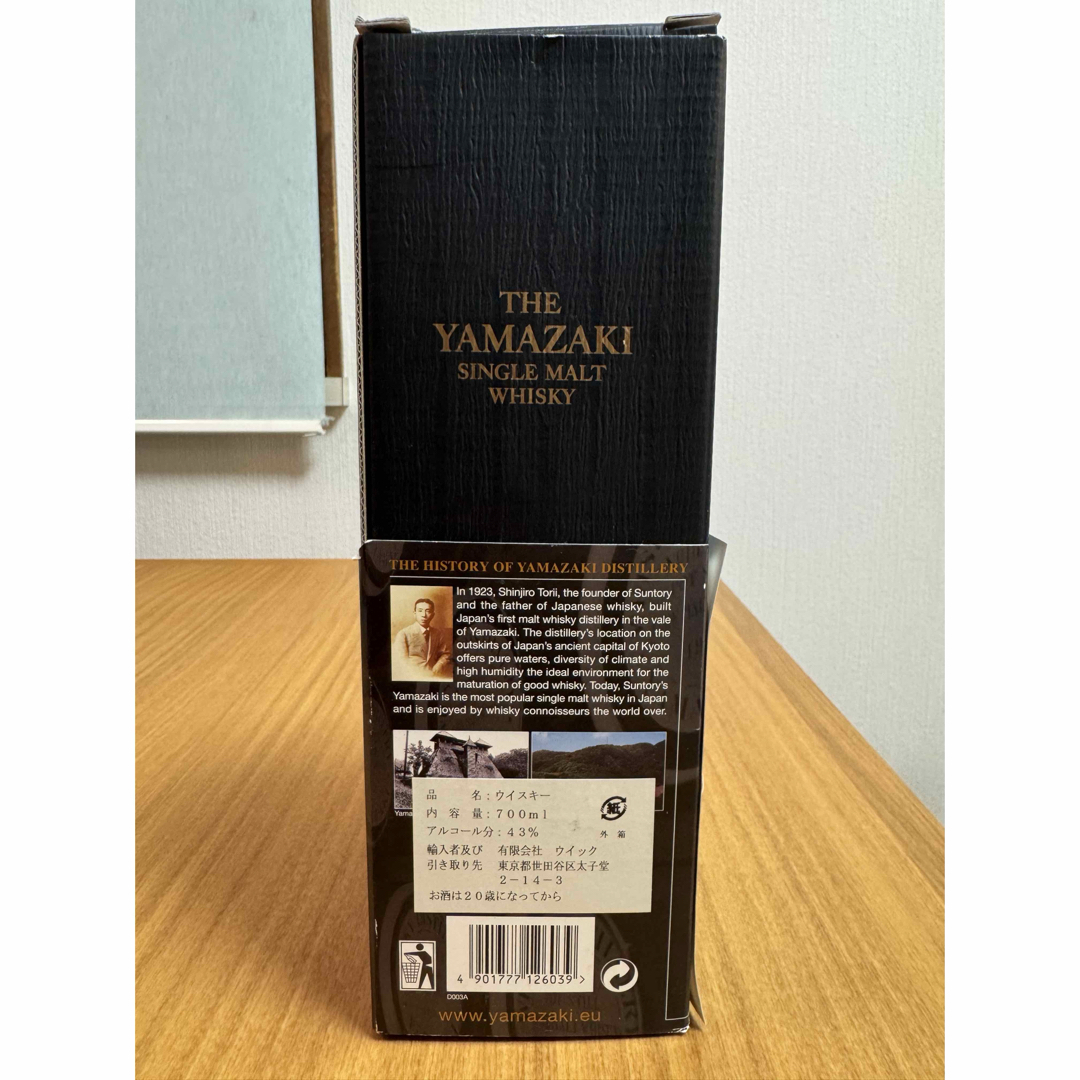 THE
YAMAZAKI
SINGLE MALT
WHISKY
THE HISTORY OF YAMAZAKI DISTILLERY
In 1923, Shinjiro Torii, the founder of Suntory
and the father of Japanese whisky, built
Japan's first malt whisky distillery in the vale
of Yamazaki. The distillery's location on the
outskirts of Japan's ancient capital of Kyoto
offers pure waters, diversity of climate and
high humidity the ideal environment for the
maturation of good whisky. Today, Suntory's
Yamazaki is the most popular single malt whisky in Japan
and is enjoyed by whisky connoisseurs the world over.
品名：ウイスキー
内容量：７００ml
アルコール分：４３％
紙
外箱
輸入者及び 有限会社 ウイック
引き取り先 東京都世田谷区太子堂
２－１４－３
お酒は２０歳になってから
4 901777 126039 >
D003A
www.yamazaki.eu